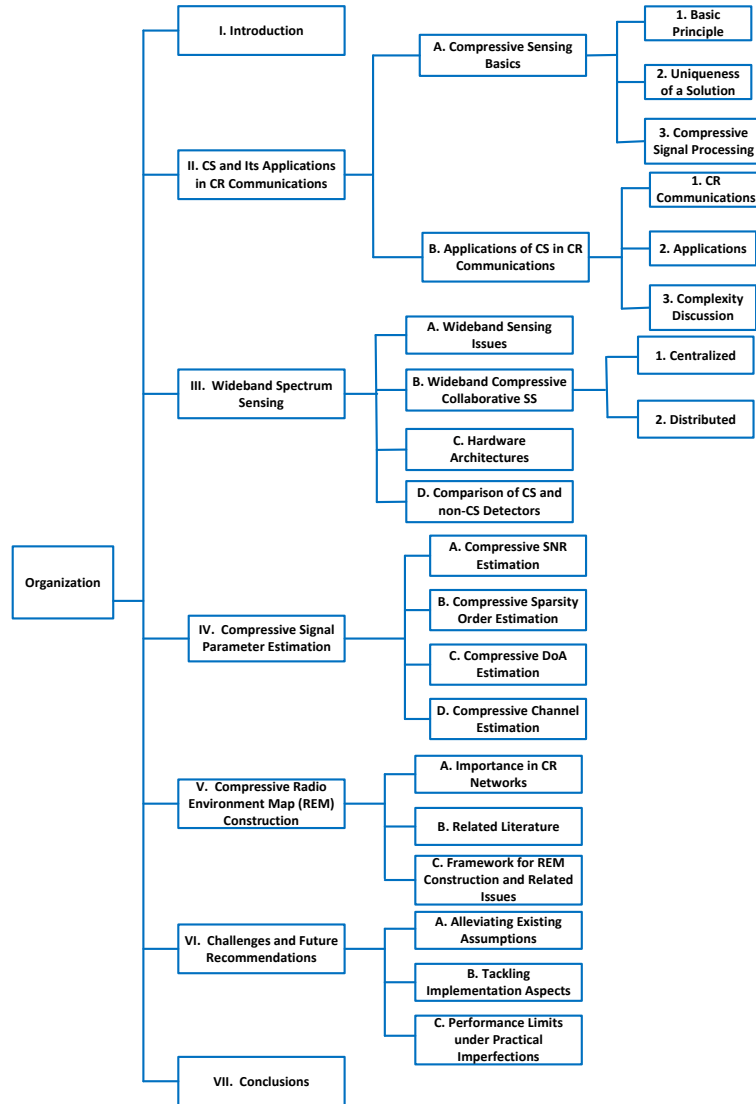 Organization
I. Introduction
II. CS and Its Applications
in CR Communications
A. Compressive Sensing
Basics
1. Basic
Principle
2. Uniqueness
of a Solution
3. Compressive
Signal Processing
B. Applications of CS in CR
Communications
1. CR
Communications
2. Applications
3. Complexity
Discussion
III. Wideband Spectrum
Sensing
A. Wideband Sensing
Issues
B. Wideband Compressive
Collaborative SS
1. Centralized
2. Distributed
C. Hardware
Architectures
D. Comparison of CS and
non-CS Detectors
IV. Compressive Signal
Parameter Estimation
A. Compressive SNR
Estimation
B. Compressive Sparsity
Order Estimation
C. Compressive DoA
Estimation
D. Compressive Channel
Estimation
V. Compressive Radio
Environment Map (REM)
Construction
A. Importance in CR
Networks
B. Related Literature
C. Framework for REM
Construction and Related
Issues
VI. Challenges and Future
Recommendations
A. Alleviating Existing
Assumptions
B. Tackling
Implementation Aspects
C. Performance Limits
under Practical
Imperfections
VII. Conclusions